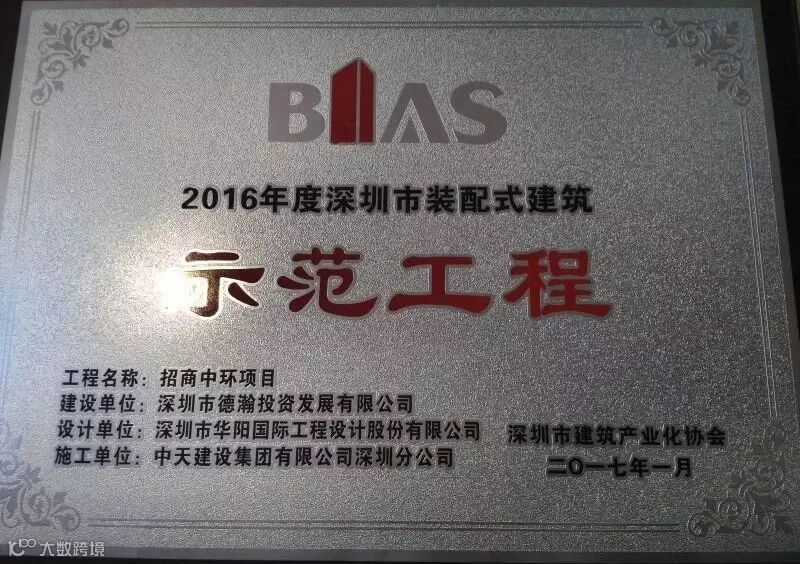 BIAS
2016年度深圳市装配式建筑
示范工程
工程名称：招商中环项目
建设单位：深圳市德瀚投资发展有限公司
设计单位：深圳市华阳国际工程设计股份有限公司
施工单位：中天建设集团有限公司深圳分公司
深圳市建筑产业化协会
二〇一七年一月
大数跨境